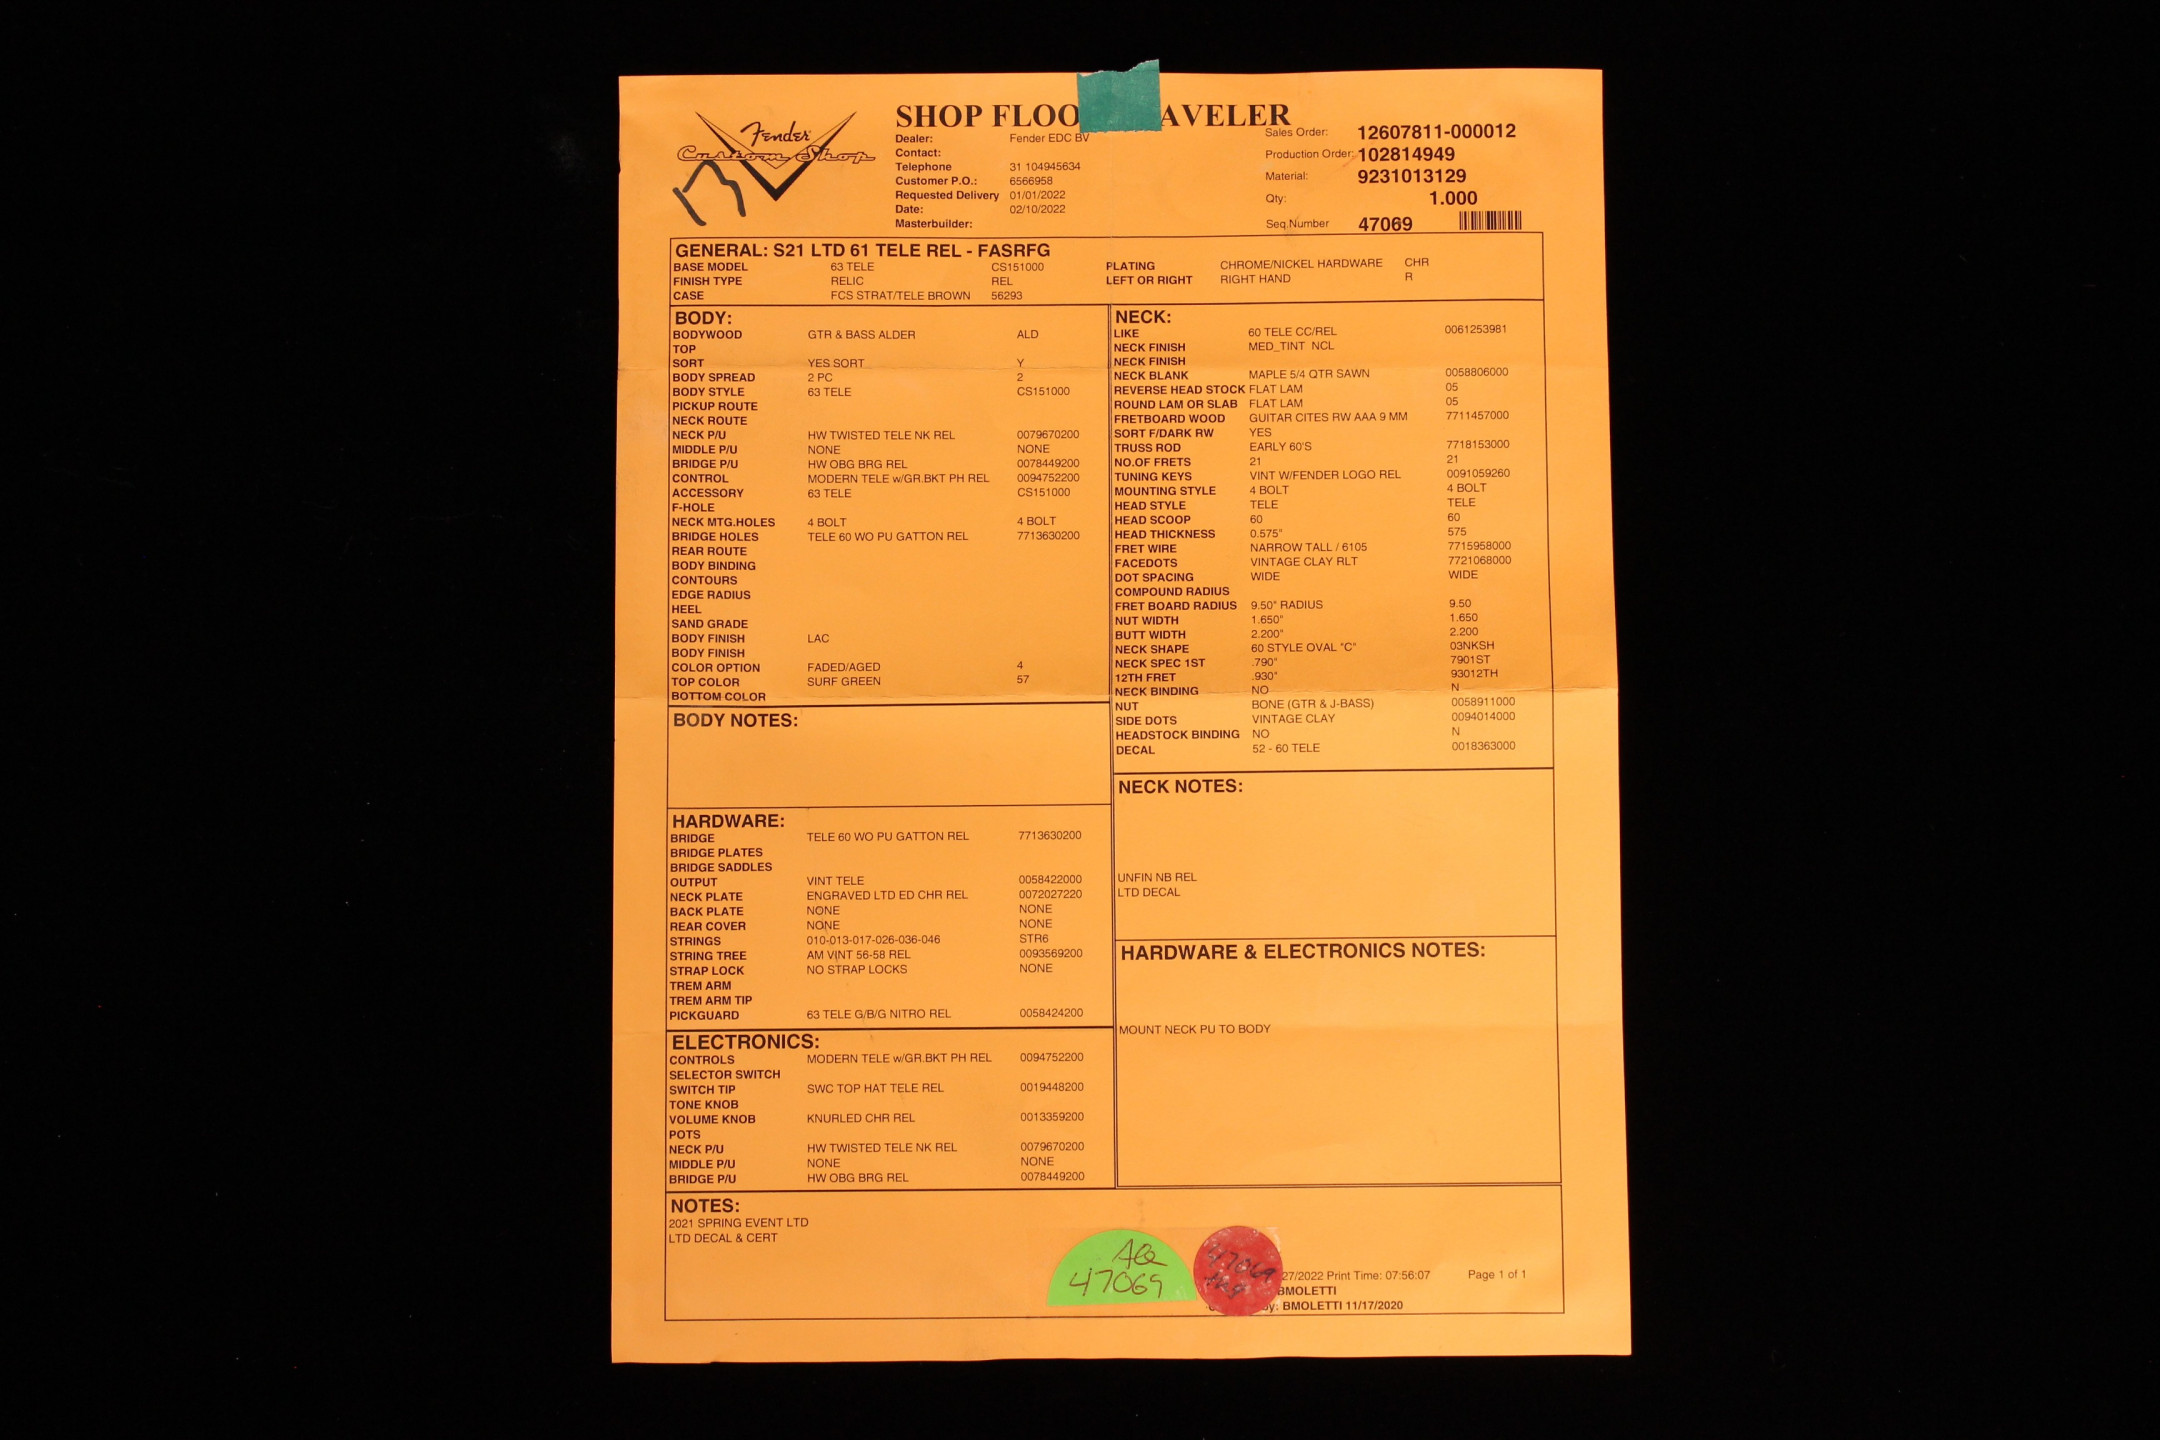 Fender
Custom Shop
SHOP FLOO AVELER
Dealer: Fender EDC BV
Contact:
Telephone 31 104945634
Customer P.O.: 6566958
Requested Delivery 01/01/2022
Date: 02/10/2022
Masterbuilder:
Sales Order: 12607811-000012
Production Order: 102814949
Material: 9231013129
Qty: 1.000
Seq.Number 47069
GENERAL: S21 LTD 61 TELE REL - FASRFG
BASE MODEL 63 TELE CS151000 PLATING CHROME/NICKEL HARDWARE CHR
FINISH TYPE RELIC REL LEFT OR RIGHT RIGHT HAND R
CASE FCS STRAT/TELE BROWN 56293
BODY:
BODYWOOD GTR & BASS ALDER ALD
TOP
SORT YES SORT Y
BODY SPREAD 2 PC 2
BODY STYLE 63 TELE CS151000
PICKUP ROUTE
NECK ROUTE
NECK P/U HW TWISTED TELE NK REL 0079670200
MIDDLE P/U NONE NONE
BRIDGE P/U HW OBG BRG REL 0078449200
CONTROL MODERN TELE w/GR.BKT PH REL 0094752200
ACCESSORY 63 TELE CS151000
F-HOLE
NECK MTG.HOLES 4 BOLT 4 BOLT
BRIDGE HOLES TELE 60 WO PU GATTON REL 7713630200
REAR ROUTE
BODY BINDING
CONTOURS
EDGE RADIUS
HEEL
SAND GRADE
BODY FINISH LAC
BODY FINISH
COLOR OPTION FADED/AGED 4
TOP COLOR SURF GREEN 57
BOTTOM COLOR
BODY NOTES:
HARDWARE:
BRIDGE TELE 60 WO PU GATTON REL 7713630200
BRIDGE PLATES
BRIDGE SADDLES
OUTPUT VINT TELE 0058422000
NECK PLATE ENGRAVED LTD ED CHR REL 0072027220
BACK PLATE NONE NONE
REAR COVER NONE NONE
STRINGS 010-013-017-026-036-046 STR6
STRING TREE AM VINT 56-58 REL 0093569200
STRAP LOCK NO STRAP LOCKS NONE
TREM ARM
TREM ARM TIP
PICKGUARD 63 TELE G/B/G NITRO REL 0058424200
ELECTRONICS:
CONTROLS MODERN TELE w/GR.BKT PH REL 0094752200
SELECTOR SWITCH
SWITCH TIP SWC TOP HAT TELE REL 0019448200
TONE KNOB
VOLUME KNOB KNURLED CHR REL 0013359200
POTS
NECK P/U HW TWISTED TELE NK REL 0079670200
MIDDLE P/U NONE NONE
BRIDGE P/U HW OBG BRG REL 0078449200
NECK:
LIKE 60 TELE CC/REL 0061253981
NECK FINISH MED_TINT NCL
NECK FINISH
NECK BLANK MAPLE 5/4 QTR SAWN 0058806000
REVERSE HEAD STOCK FLAT LAM 05
ROUND LAM OR SLAB FLAT LAM 05
FRETBOARD WOOD GUITAR CITES RW AAA 9 MM 7711457000
SORT F/DARK RW YES
TRUSS ROD EARLY 60'S 7718153000
NO.OF FRETS 21 21
TUNING KEYS VINT W/FENDER LOGO REL 0091059260
MOUNTING STYLE 4 BOLT 4 BOLT
HEAD STYLE TELE TELE
HEAD SCOOP 60 60
HEAD THICKNESS 0.575" 575
FRET WIRE NARROW TALL / 6105 7715958000
FACEDOTS VINTAGE CLAY RLT 7721068000
DOT SPACING WIDE WIDE
COMPOUND RADIUS
FRET BOARD RADIUS 9.50" RADIUS 9.50
NUT WIDTH 1.650" 1.650
BUTT WIDTH 2.200" 2.200
NECK SHAPE 60 STYLE OVAL "C" 03NKSH
NECK SPEC 1ST .790" 7901ST
12TH FRET .930" 93012TH
NECK BINDING NO N
NUT BONE (GTR & J-BASS) 0058911000
SIDE DOTS VINTAGE CLAY 0094014000
HEADSTOCK BINDING NO N
DECAL 52 - 60 TELE 0018363000
NECK NOTES:
UNFIN NB REL
LTD DECAL
HARDWARE & ELECTRONICS NOTES:
MOUNT NECK PU TO BODY
NOTES:
2021 SPRING EVENT LTD
LTD DECAL & CERT
47069
47069
27/2022 Print Time: 07:56:07 Page 1 of 1
BMOLETTI
by: BMOLETTI 11/17/2020